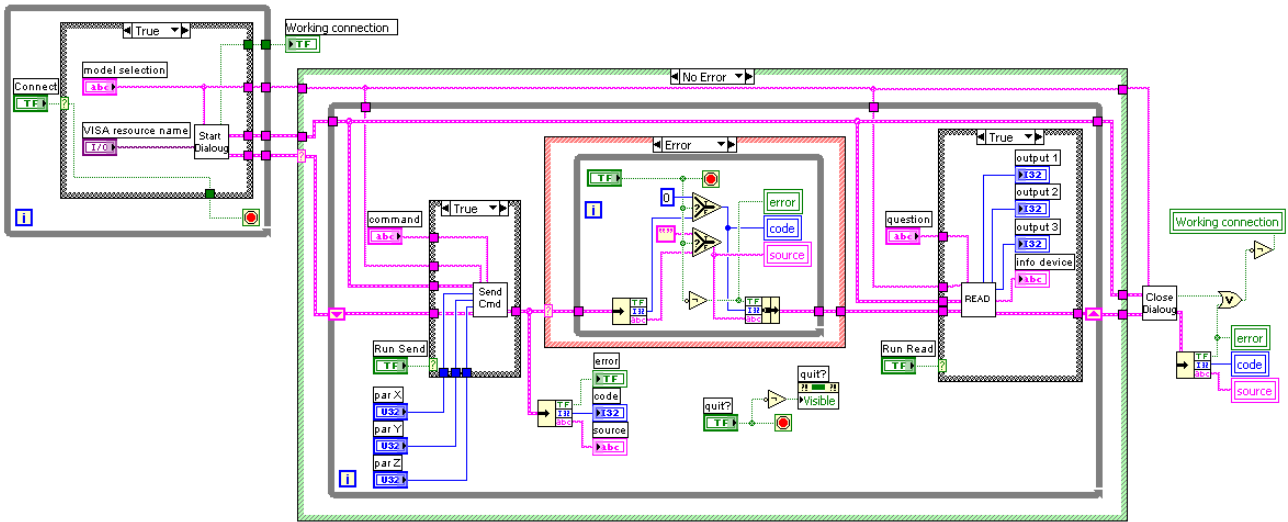 True
Working connection
TF
model selection
abc
Connect
TF
?
VISA resource name
I/O
Start
Dialoug
i
No Error
?
True
command
abc
Send
Cmd
Run Send
TF
?
par X
U32
par Y
U32
par Z
U32
i
Error
TF
i
0
""
?
F
?
F
error
code
source
TF
abc
TF
abc
?
error
TF
code
I32
source
abc
TF
abc
quit?
TF
quit?
Visible
True
output 1
I32
output 2
I32
output 3
I32
info device
abc
question
abc
READ
Run Read
TF
?
Close
Dialoug
Working connection
V
TF
abc
error
code
source